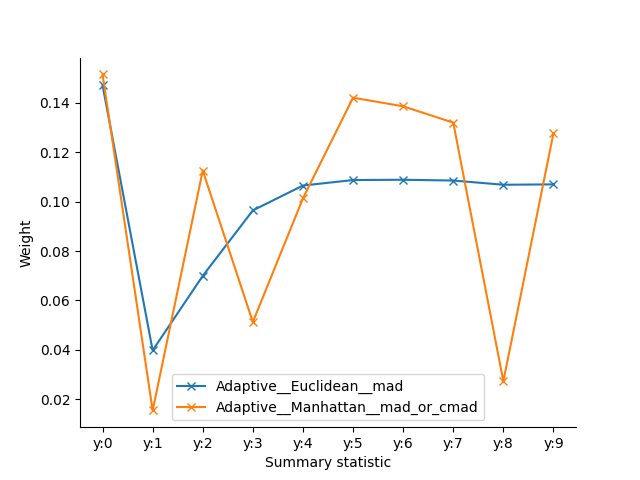 0.14
0.12
0.10
0.08
0.06
0.04
0.02
Weight
Adaptive__Euclidean__mad
Adaptive__Manhattan__mad_or_cmad
y:0 y:1 y:2 y:3 y:4 y:5 y:6 y:7 y:8 y:9
Summary statistic